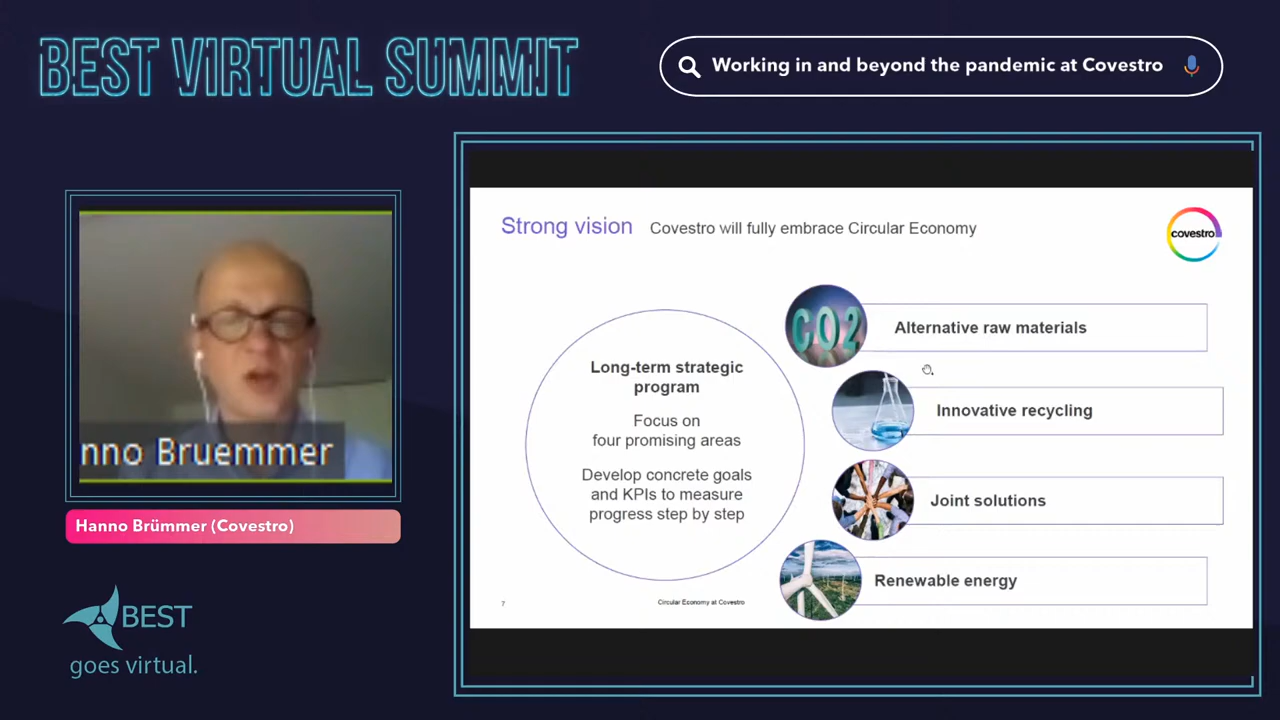 BEST VIRTUAL SUMMIT
Working in and beyond the pandemic at Covestro
Strong vision Covestro will fully embrace Circular Economy
covestro
CO2
Alternative raw materials
Long-term strategic
program
Focus on
four promising areas
Develop concrete goals
and KPIs to measure
progress step by step
Innovative recycling
Joint solutions
Renewable energy
7
Circular Economy at Covestro
nno Bruemmer
Hanno Brümmer (Covestro)
BEST
goes virtual.